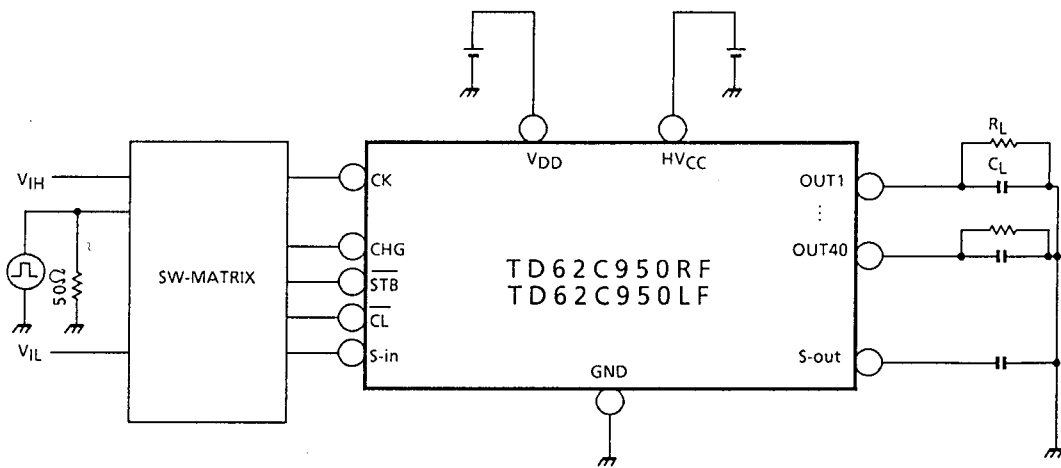 VDD
HVCC
RL
CL
VIH
CK
OUT1
⋮
CHG
OUT40
50Ω
SW-MATRIX
STB
TD62C950RF
TD62C950LF
CL
VIL
S-in
S-out
GND